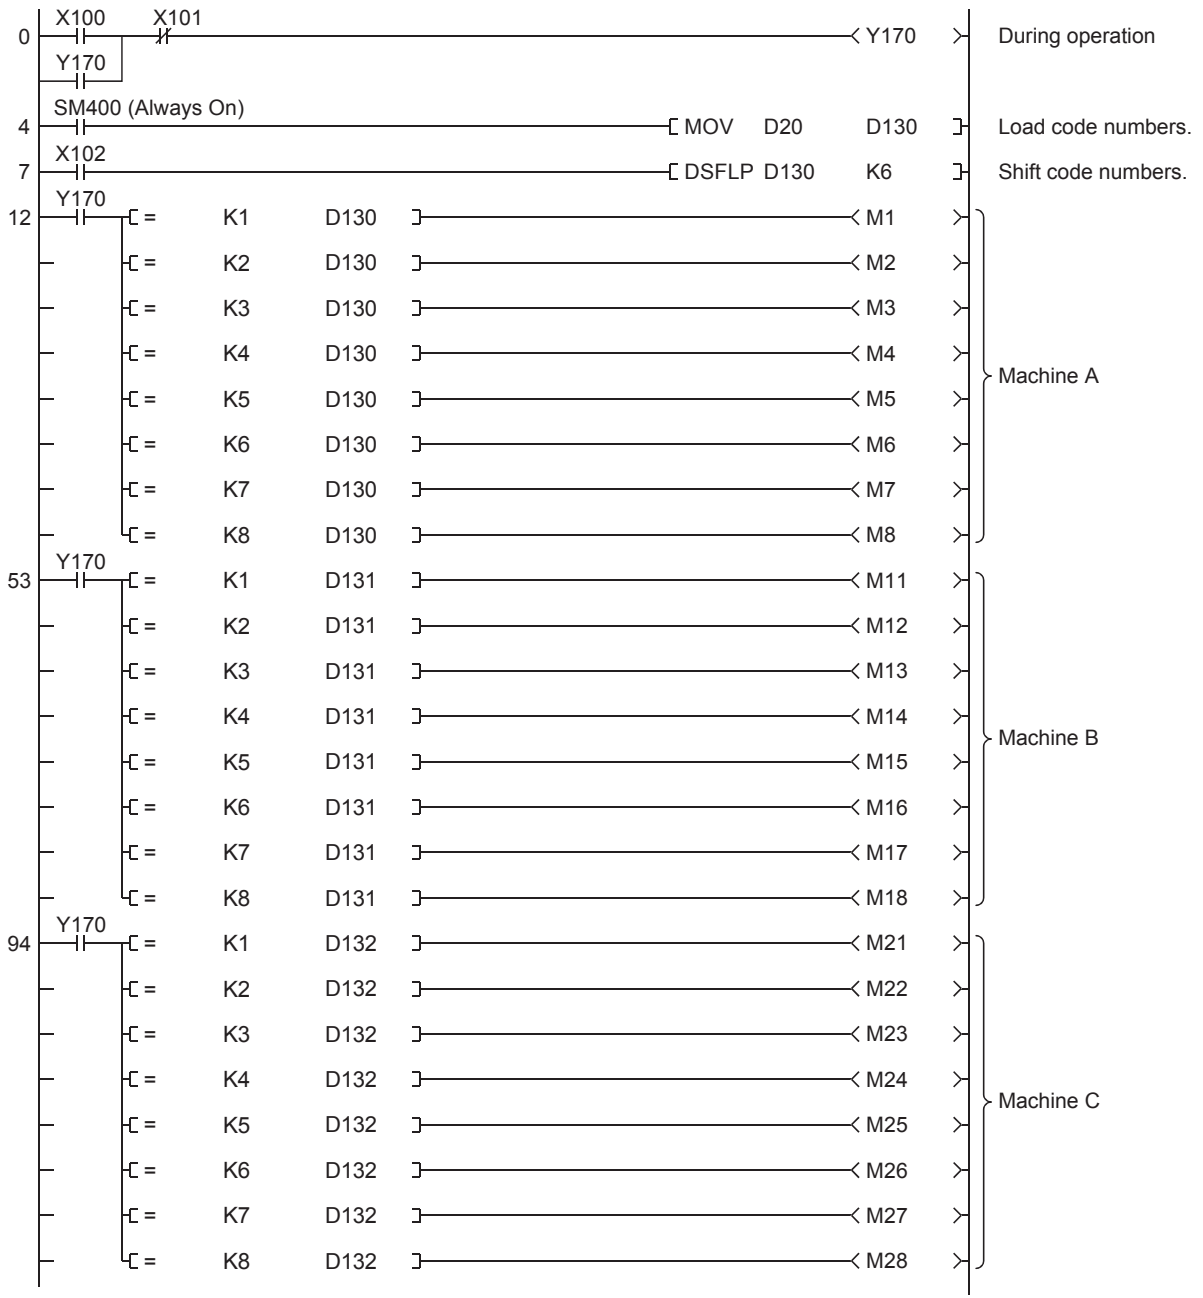 X100 X101
0 Y170 During operation
Y170
SM400 (Always On)
4 MOV D20 D130 Load code numbers.
X102
7 DSFLP D130 K6 Shift code numbers.
Y170
12 = K1 D130 M1
= K2 D130 M2
= K3 D130 M3
= K4 D130 M4
Machine A
= K5 D130 M5
= K6 D130 M6
= K7 D130 M7
= K8 D130 M8
Y170
53 = K1 D131 M11
= K2 D131 M12
= K3 D131 M13
= K4 D131 M14
Machine B
= K5 D131 M15
= K6 D131 M16
= K7 D131 M17
= K8 D131 M18
Y170
94 = K1 D132 M21
= K2 D132 M22
= K3 D132 M23
= K4 D132 M24
Machine C
= K5 D132 M25
= K6 D132 M26
= K7 D132 M27
= K8 D132 M28